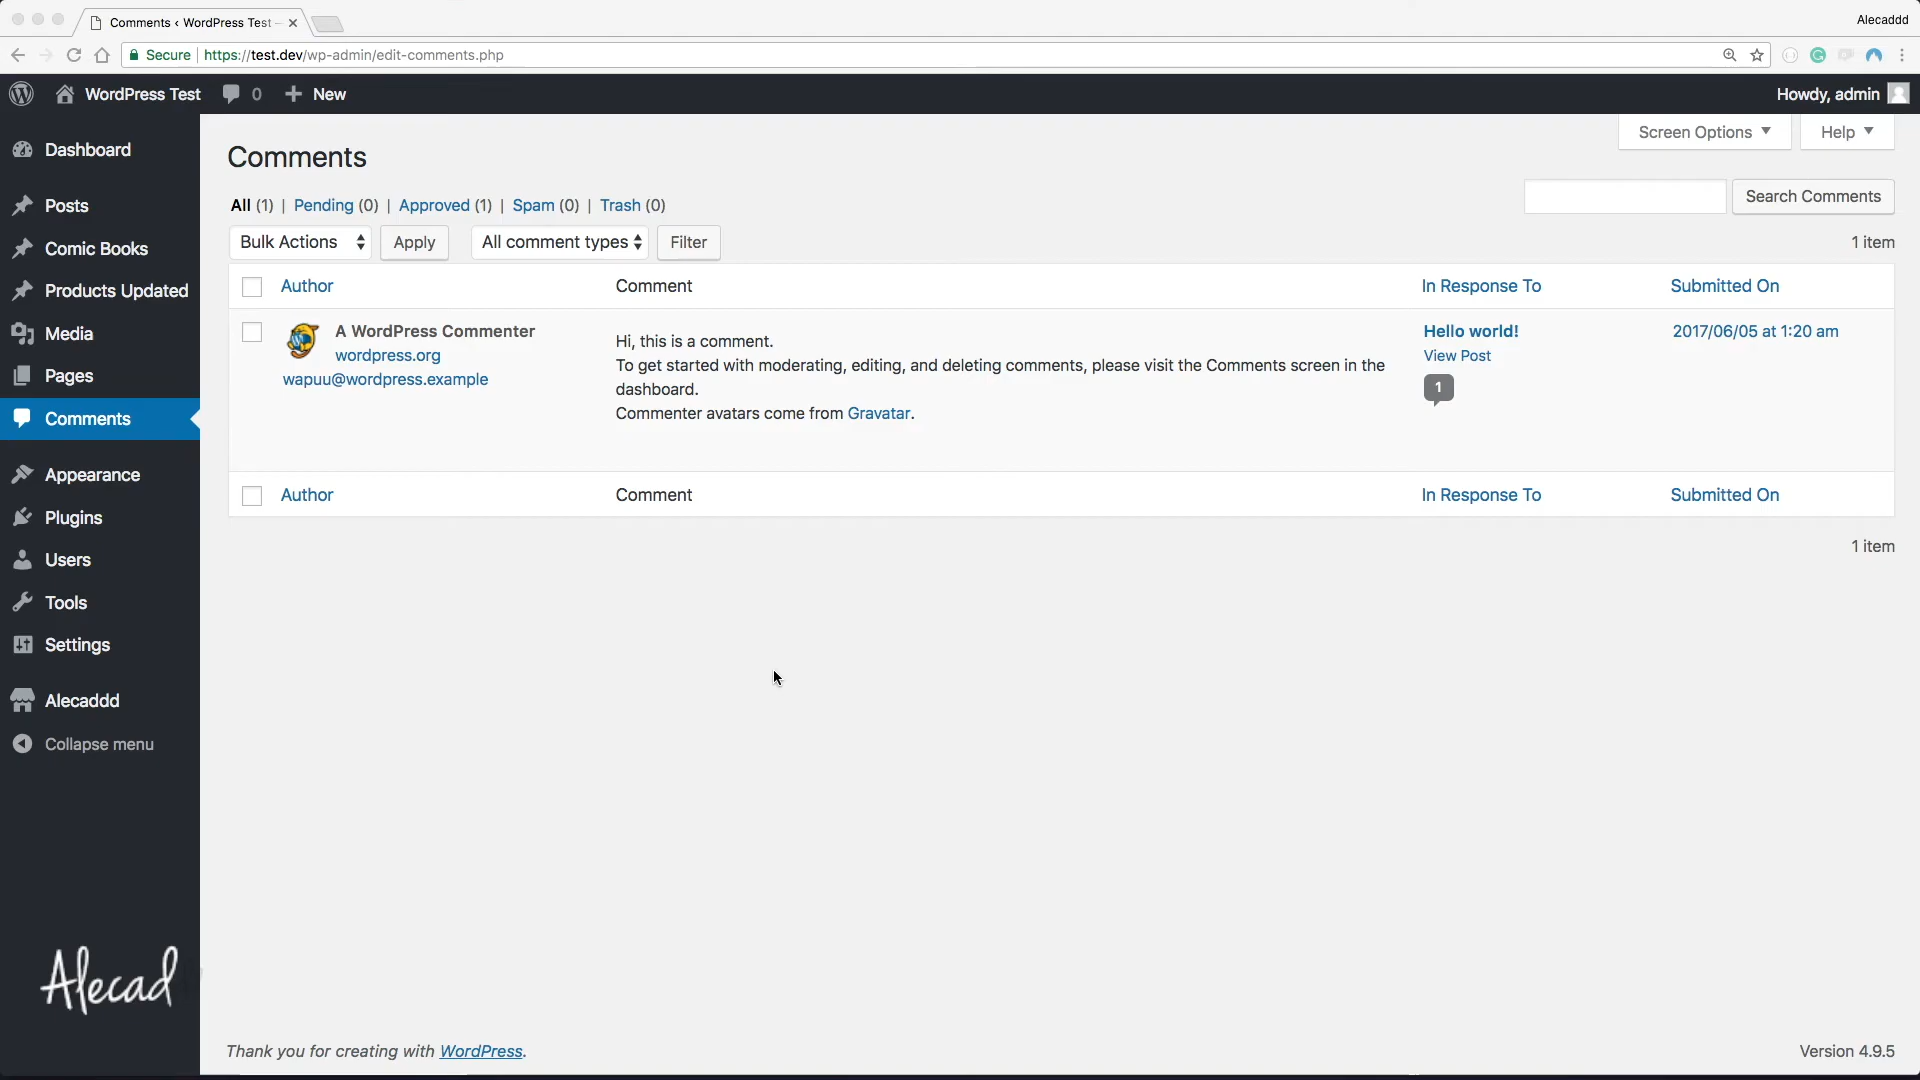 Comments ‹ WordPress Test –
Alecaddd
Secure https://test.dev/wp-admin/edit-comments.php
WordPress Test 0 New
Howdy, admin
Dashboard
Posts
Comic Books
Products Updated
Media
Pages
Comments
Appearance
Plugins
Users
Tools
Settings
Alecaddd
Collapse menu
Alecad
Screen Options Help
Comments
All (1) | Pending (0) | Approved (1) | Spam (0) | Trash (0)
Search Comments
Bulk Actions Apply All comment types Filter
1 item
Author Comment In Response To Submitted On
A WordPress Commenter
wordpress.org
wapuu@wordpress.example
Hi, this is a comment.
To get started with moderating, editing, and deleting comments, please visit the Comments screen in the
dashboard.
Commenter avatars come from Gravatar.
Hello world!
View Post
1
2017/06/05 at 1:20 am
Author Comment In Response To Submitted On
1 item
Thank you for creating with WordPress.
Version 4.9.5